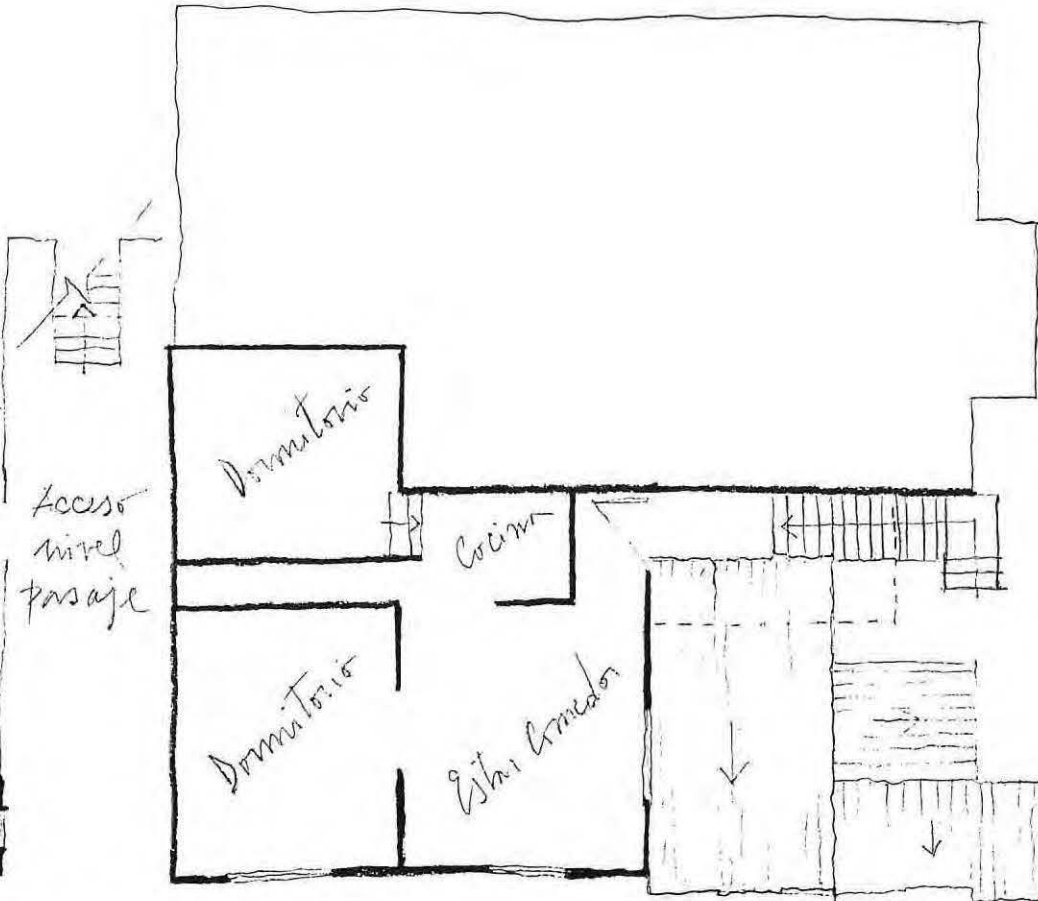 Dormitorio
Acceso
nivel
pasaje
Cocina
Dormitorio
Estar Comedor